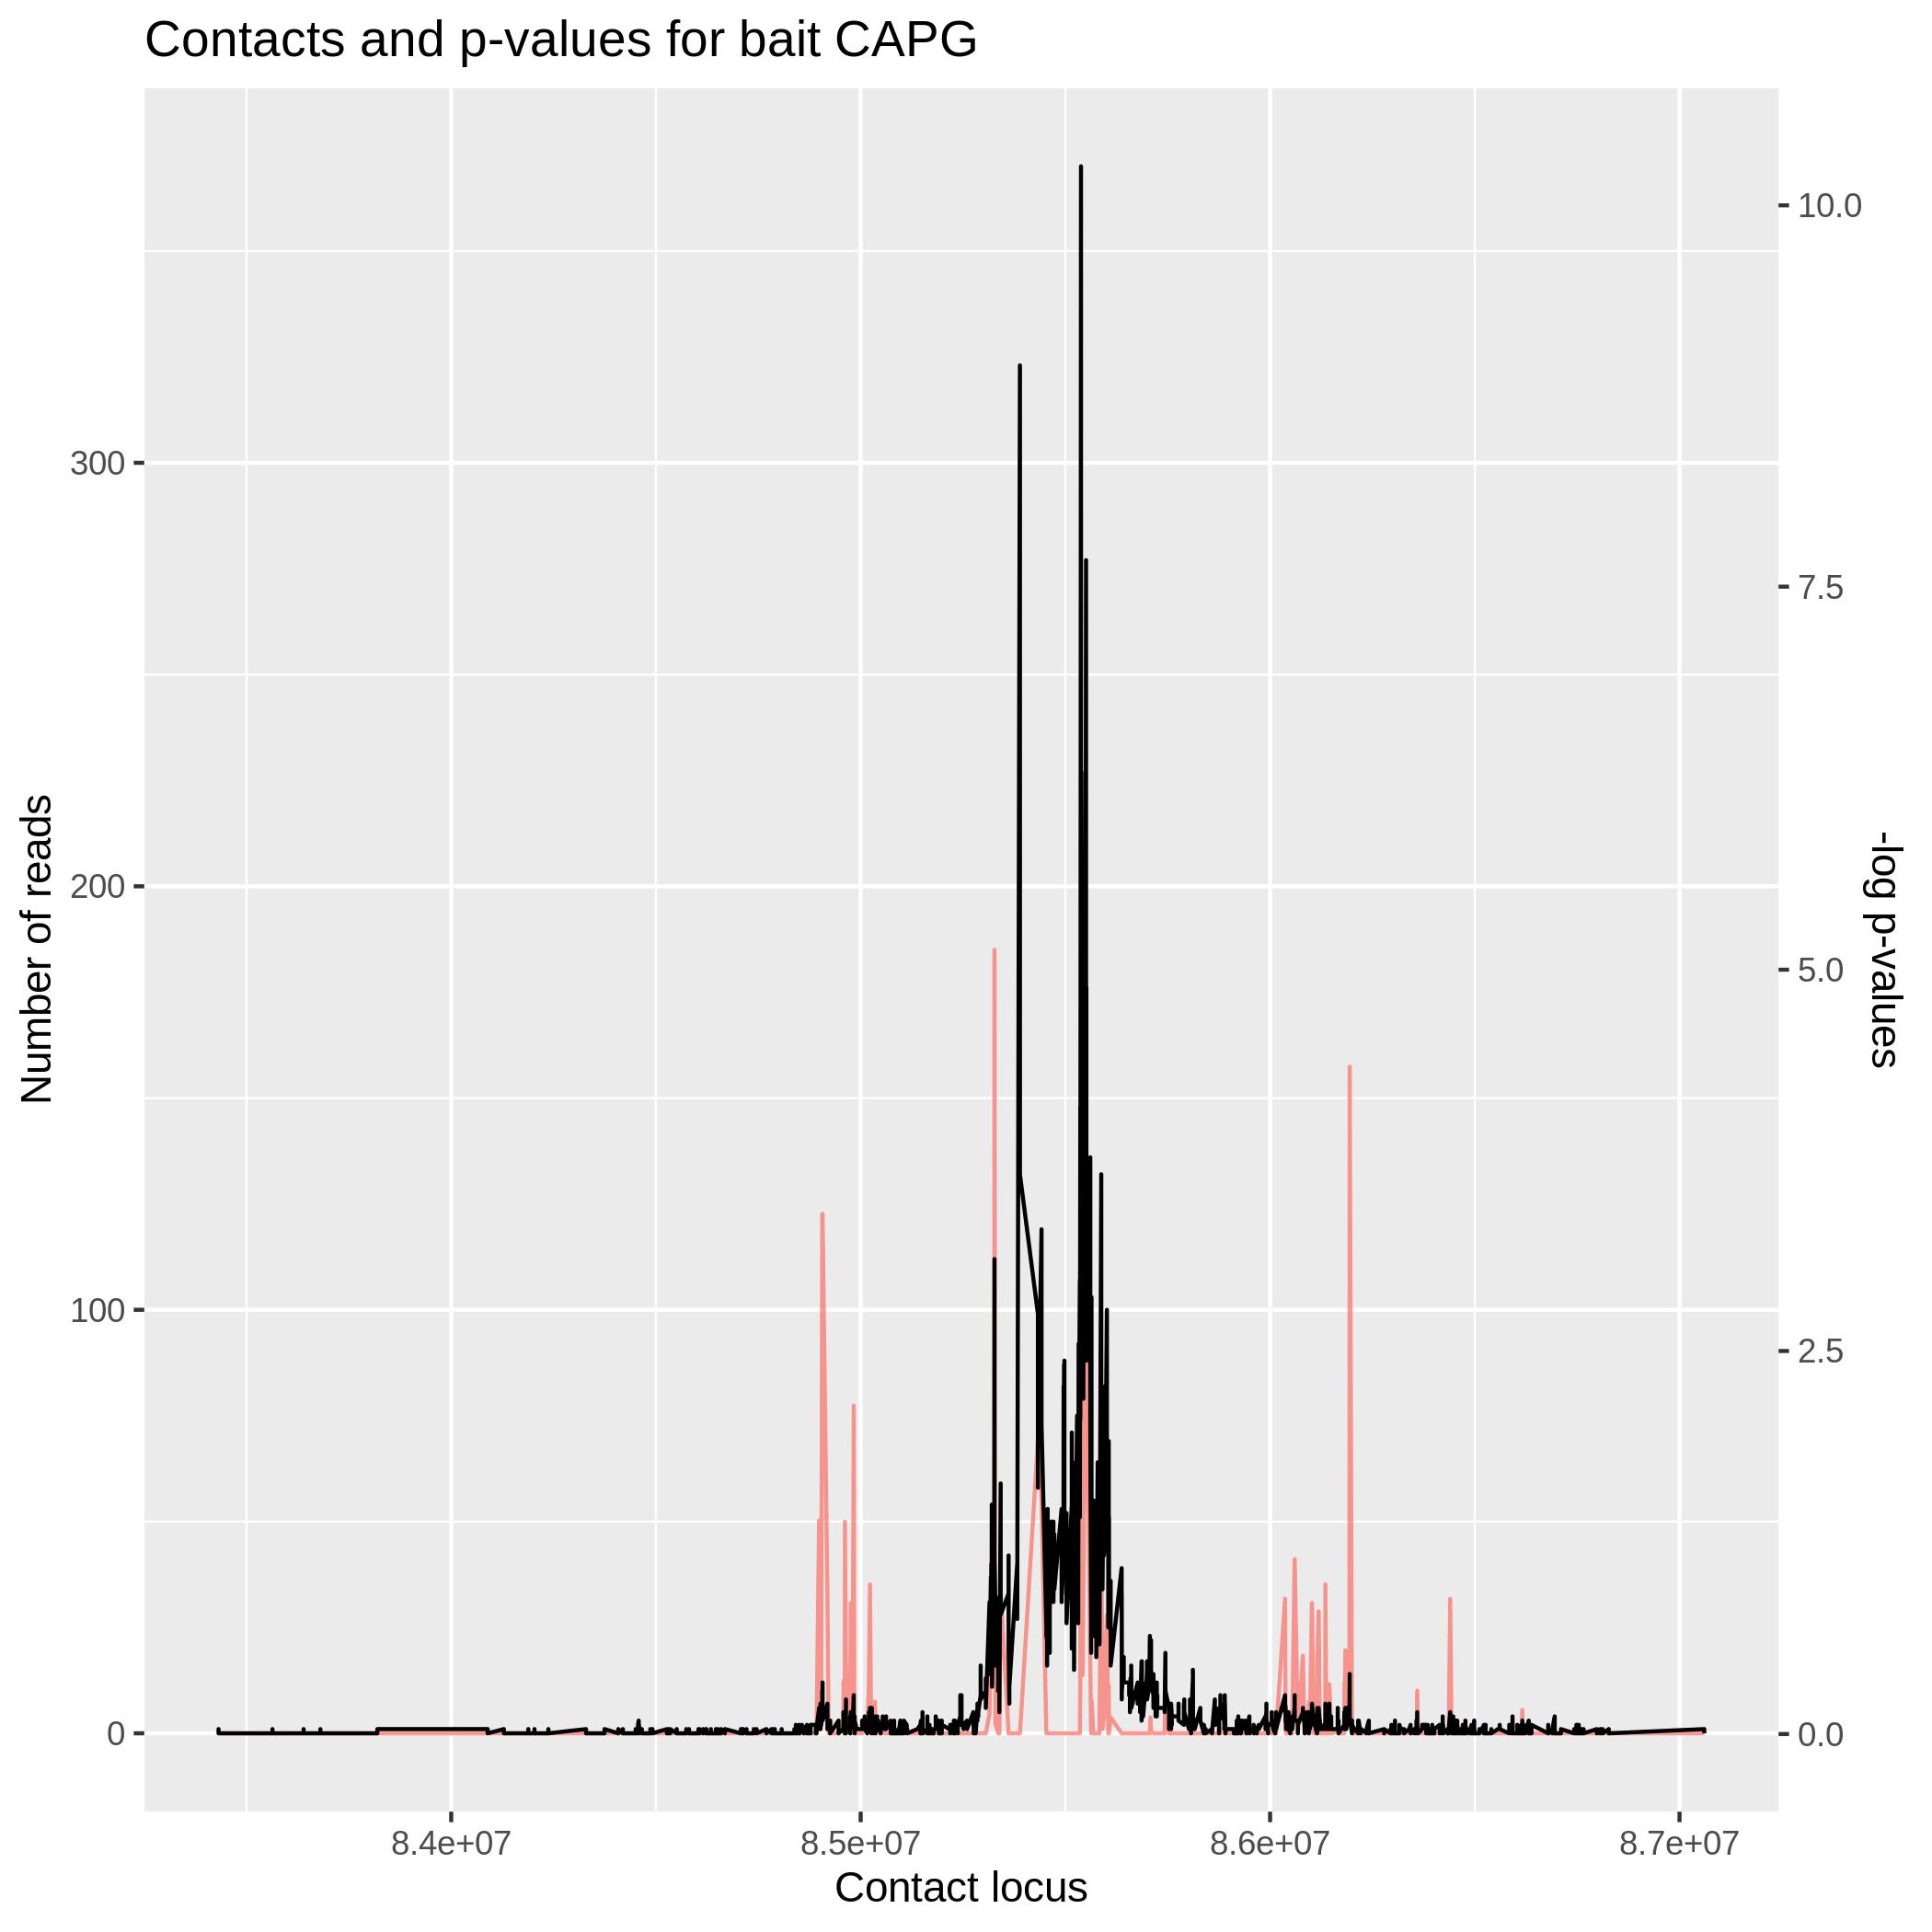 Contacts and p-values for bait CAPG
10.0
300
7.5
200
5.0
100
2.5
0
0.0
Number of reads
-log p-values
8.4e+07 8.5e+07 8.6e+07 8.7e+07
Contact locus